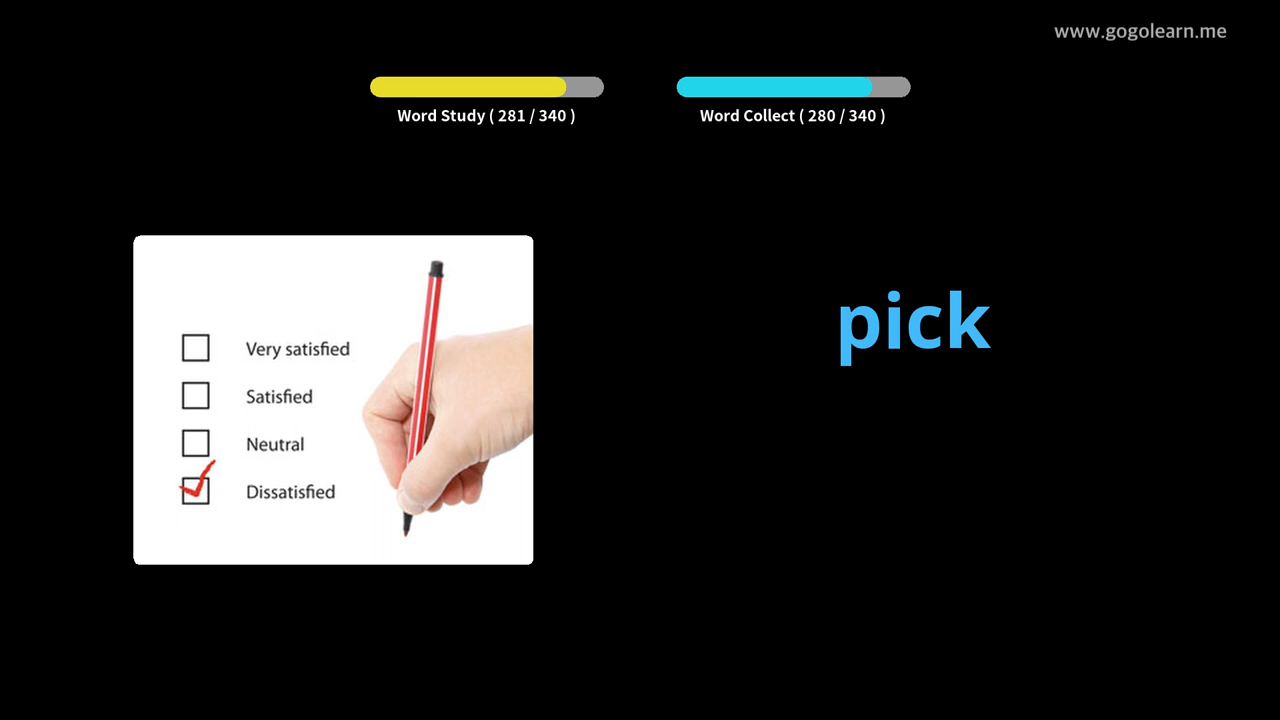 www.gogolearn.me
Word Study ( 281 / 340 )
Word Collect ( 280 / 340 )
pick
Very satisfied
Satisfied
Neutral
Dissatisfied